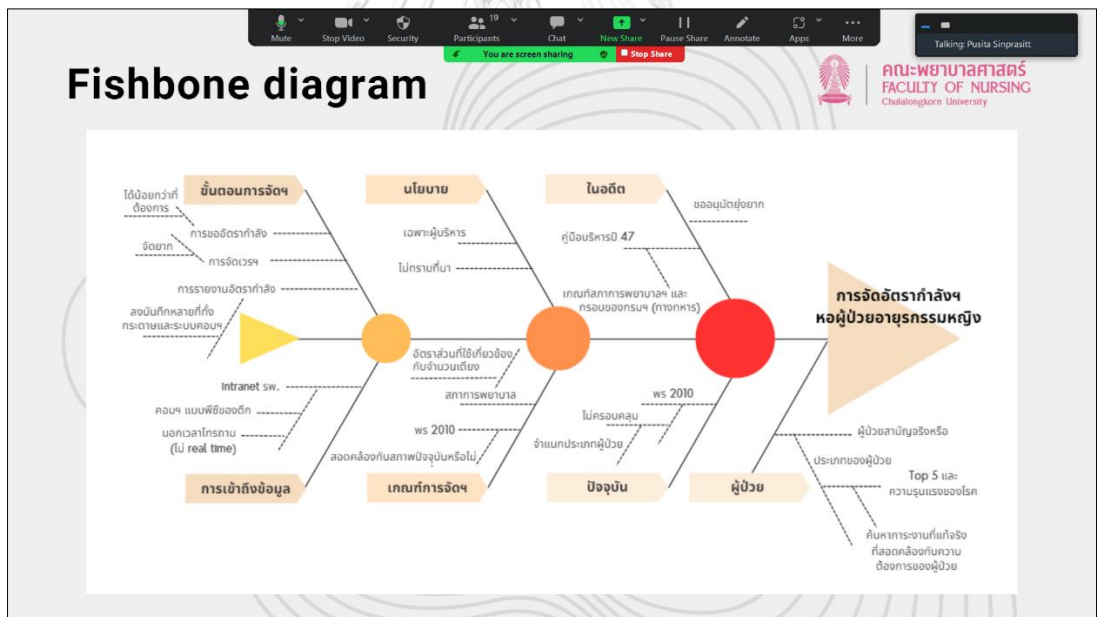 Mute
Stop Video
Security
Participants
19
Chat
New Share
Pause Share
Annotate
Apps
More
You are screen sharing
Stop Share
Talking: Pusita Sinprasitt
Fishbone diagram
คณะพยาบาลศาสตร์
FACULTY OF NURSING
Chulalongkorn University
ขั้นตอนการจัดฯ
ได้น้อยกว่าที่
ต้องการ
การขออัตรากำลัง
จัดยาก
การจัดเวรฯ
การรายงานอัตรากำลัง
ลงบันทึกหลายที่ทั้ง
กระดาษและระบบคอมฯ
นโยบาย
เฉพาะผู้บริหาร
ไม่ทราบที่มา
ในอดีต
ขออนุมัติยุ่งยาก
คู่มือบริหารปี 47
เกณฑ์สภาการพยาบาลฯ และ
กรอบของกรมฯ (ทางทหาร)
การจัดอัตรากำลังฯ
หอผู้ป่วยอายุรกรรมหญิง
Intranet รพ.
คอมฯ แบบพีซีของตึก
นอกเวลาโทรถาม
(ไม่ real time)
การเข้าถึงข้อมูล
อัตราส่วนที่ใช้เกี่ยวข้อง
กับจำนวนเตียง
สภาการพยาบาล
พร 2010
สอดคล้องกับสภาพปัจจุบันหรือไม่
เกณฑ์การจัดฯ
พร 2010
ไม่ครอบคลุม
จำแนกประเภทผู้ป่วย
ปัจจุบัน
ผู้ป่วย
ผู้ป่วยสามัญจริงหรือ
ประเภทของผู้ป่วย
Top 5 และ
ความรุนแรงของโรค
ค้นหาภาระงานที่แท้จริง
ที่สอดคล้องกับความ
ต้องการของผู้ป่วย